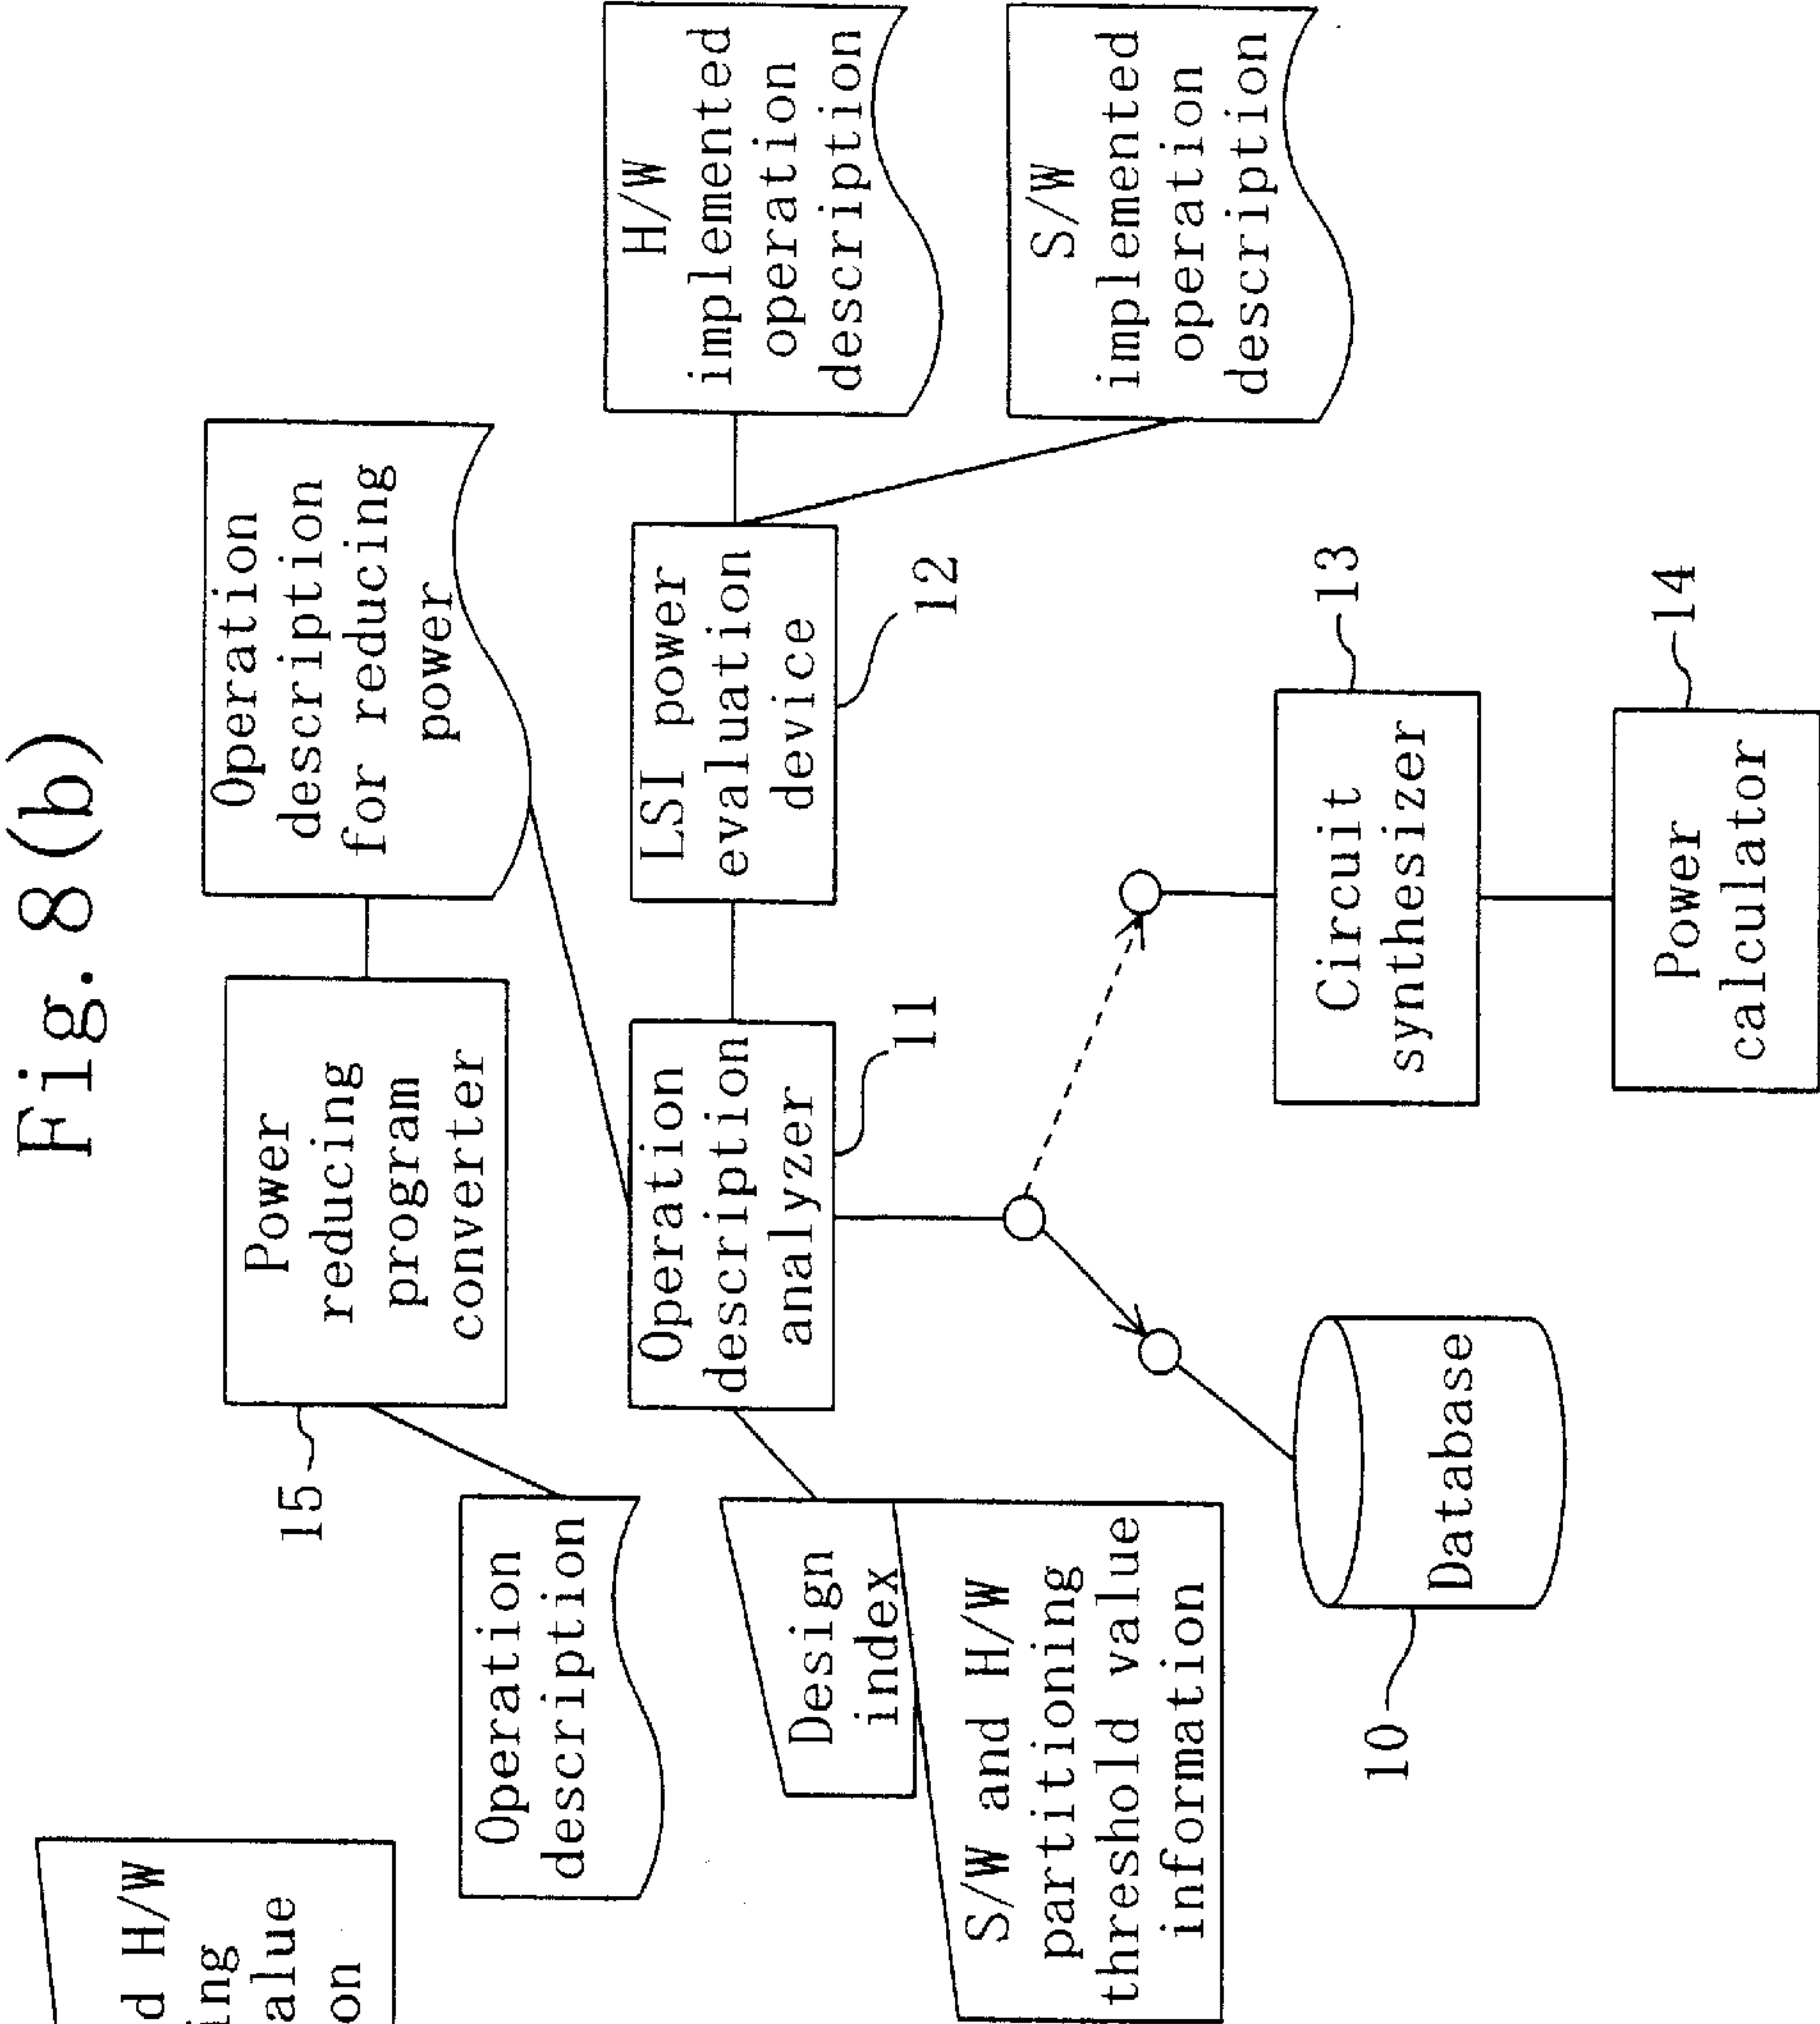 Fig. 8(b)
Power
reducing
program
converter
15
Operation
description
for reducing
power
Operation
description
Operation
description
analyzer
11
LSI power
evaluation
device
12
H/W
implemented
operation
description
S/W
implemented
operation
description
Design
index
S/W and H/W
partitioning
threshold value
information
Database
10
Circuit
synthesizer
13
Power
calculator
14
d H/W
ing
alue
on